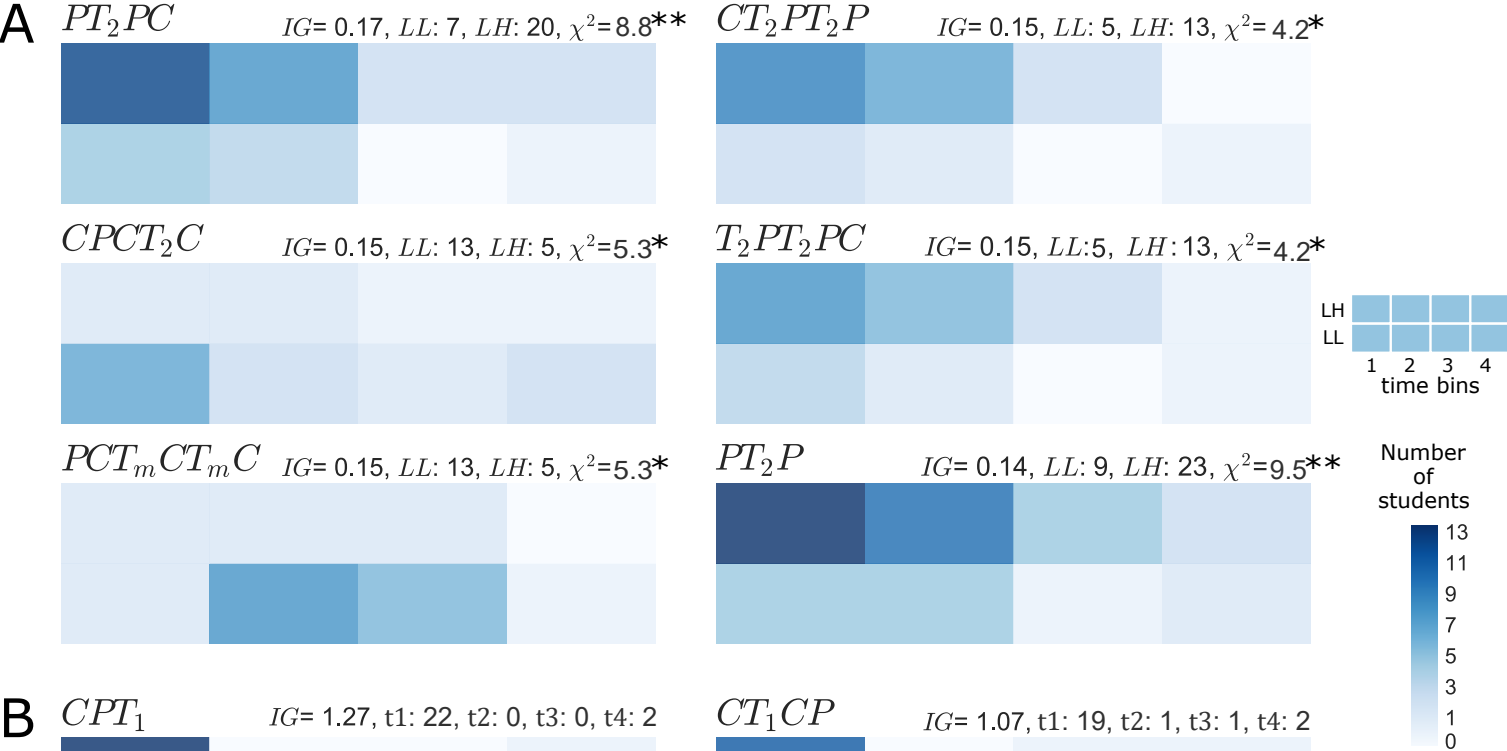 A
PT₂PC IG= 0.17, LL: 7, LH: 20, χ²=8.8**
CT₂PT₂P IG= 0.15, LL: 5, LH: 13, χ²=4.2*
CPCT₂C IG= 0.15, LL: 13, LH: 5, χ²=5.3*
T₂PT₂PC IG= 0.15, LL:5, LH:13, χ²=4.2*
LH
LL
1 2 3 4
time bins
PCTₘCTₘC IG= 0.15, LL: 13, LH: 5, χ²=5.3*
PT₂P IG= 0.14, LL: 9, LH: 23, χ²=9.5**
Number
of
students
13
11
9
7
5
3
1
0
B
CPT₁ IG= 1.27, t1: 22, t2: 0, t3: 0, t4: 2
CT₁CP IG= 1.07, t1: 19, t2: 1, t3: 1, t4: 2